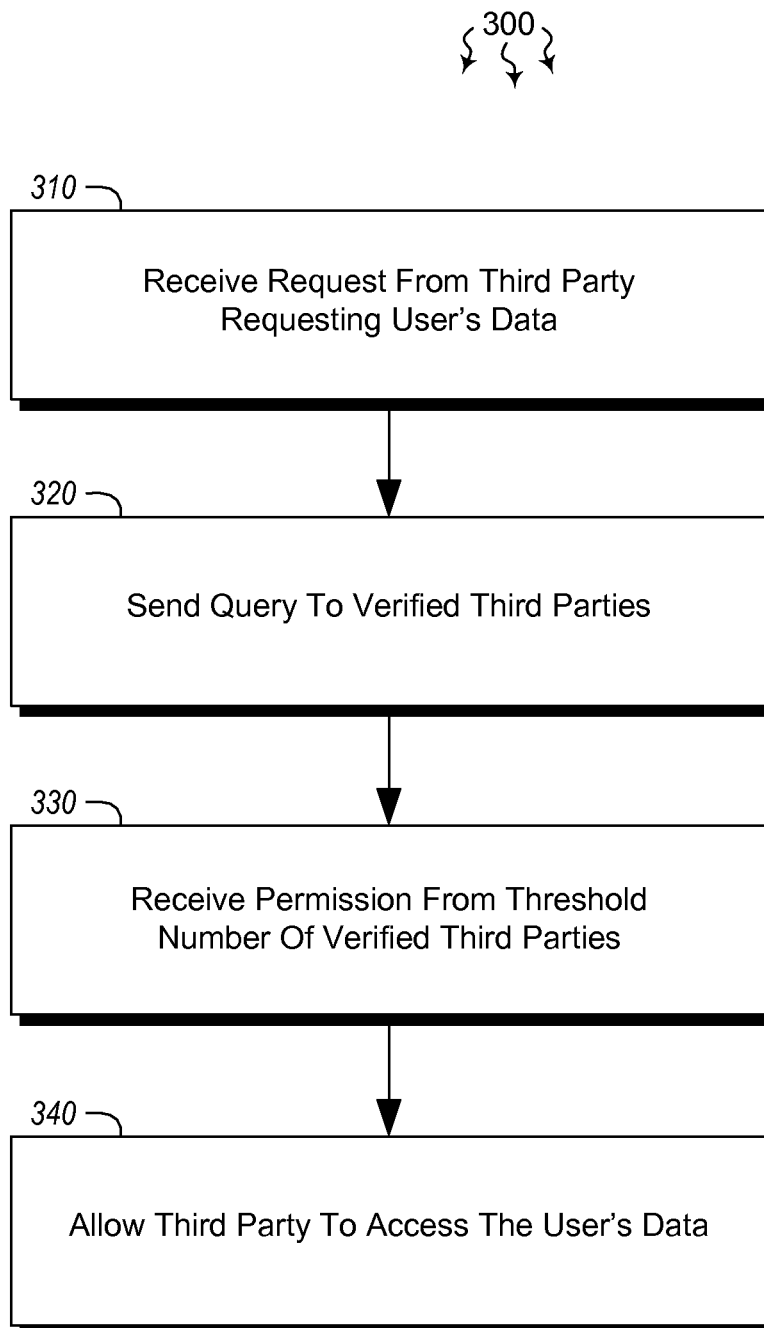 300
310
Receive Request From Third Party
Requesting User's Data
320
Send Query To Verified Third Parties
330
Receive Permission From Threshold
Number Of Verified Third Parties
340
Allow Third Party To Access The User's Data